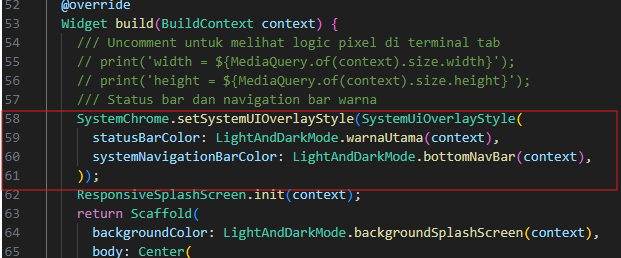 52 @override
53 Widget build(BuildContext context) {
54 /// Uncomment untuk melihat logic pixel di terminal tab
55 // print('width = ${MediaQuery.of(context).size.width}');
56 // print('height = ${MediaQuery.of(context).size.height}');
57 /// Status bar dan navigation bar warna
58 SystemChrome.setSystemUIOverlayStyle(SystemUiOverlayStyle(
59 statusBarColor: LightAndDarkMode.warnaUtama(context),
60 systemNavigationBarColor: LightAndDarkMode.bottomNavBar(context),
61 ));
62 ResponsiveSplashScreen.init(context);
63 return Scaffold(
64 backgroundColor: LightAndDarkMode.backgroundSplashScreen(context),
65 body: Center(